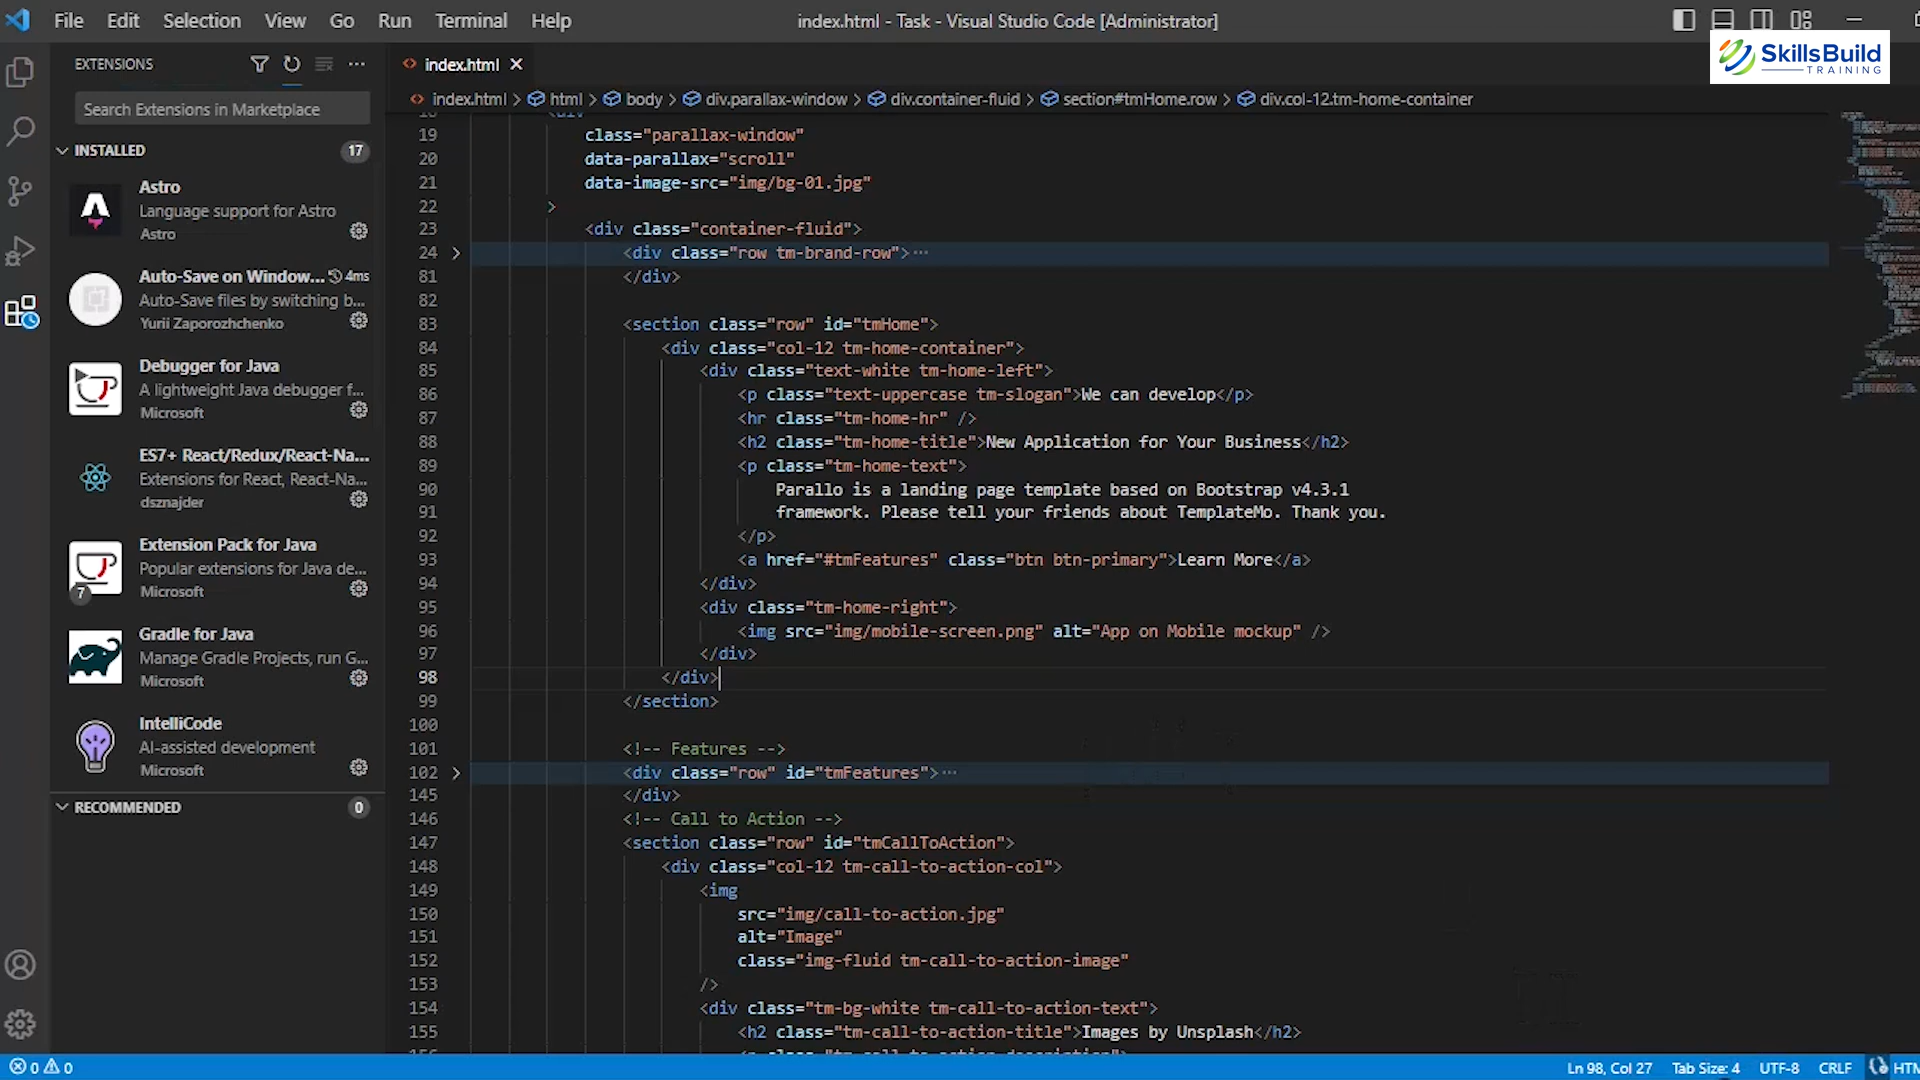 File Edit Selection View Go Run Terminal Help
index.html - Task - Visual Studio Code [Administrator]
SkillsBuild
TRAINING
EXTENSIONS
index.html
index.html > html > body > div.parallax-window > div.container-fluid > section#tmHome.row > div.col-12.tm-home-container
Search Extensions in Marketplace
INSTALLED 17
Astro
Language support for Astro
Astro
Auto-Save on Window... 4ms
Auto-Save files by switching b...
Yurii Zaporozhchenko
Debugger for Java
A lightweight Java debugger f...
Microsoft
ES7+ React/Redux/React-Na...
Extensions for React, React-Na...
dsznajder
Extension Pack for Java
Popular extensions for Java de...
Microsoft
7
Gradle for Java
Manage Gradle Projects, run G...
Microsoft
IntelliCode
AI-assisted development
Microsoft
RECOMMENDED 0
18 <div
19 class="parallax-window"
20 data-parallax="scroll"
21 data-image-src="img/bg-01.jpg"
22 >
23 <div class="container-fluid">
24 <div class="row tm-brand-row">...
81 </div>
82
83 <section class="row" id="tmHome">
84 <div class="col-12 tm-home-container">
85 <div class="text-white tm-home-left">
86 <p class="text-uppercase tm-slogan">We can develop</p>
87 <hr class="tm-home-hr" />
88 <h2 class="tm-home-title">New Application for Your Business</h2>
89 <p class="tm-home-text">
90 Parallo is a landing page template based on Bootstrap v4.3.1
91 framework. Please tell your friends about TemplateMo. Thank you.
92 </p>
93 <a href="#tmFeatures" class="btn btn-primary">Learn More</a>
94 </div>
95 <div class="tm-home-right">
96 <img src="img/mobile-screen.png" alt="App on Mobile mockup" />
97 </div>
98 </div>
99 </section>
100
101 <!-- Features -->
102 <div class="row" id="tmFeatures">...
145 </div>
146 <!-- Call to Action -->
147 <section class="row" id="tmCallToAction">
148 <div class="col-12 tm-call-to-action-col">
149 <img
150 src="img/call-to-action.jpg"
151 alt="Image"
152 class="img-fluid tm-call-to-action-image"
153 />
154 <div class="tm-bg-white tm-call-to-action-text">
155 <h2 class="tm-call-to-action-title">Images by Unsplash</h2>
0 0
Ln 98, Col 27 Tab Size: 4 UTF-8 CRLF HTM